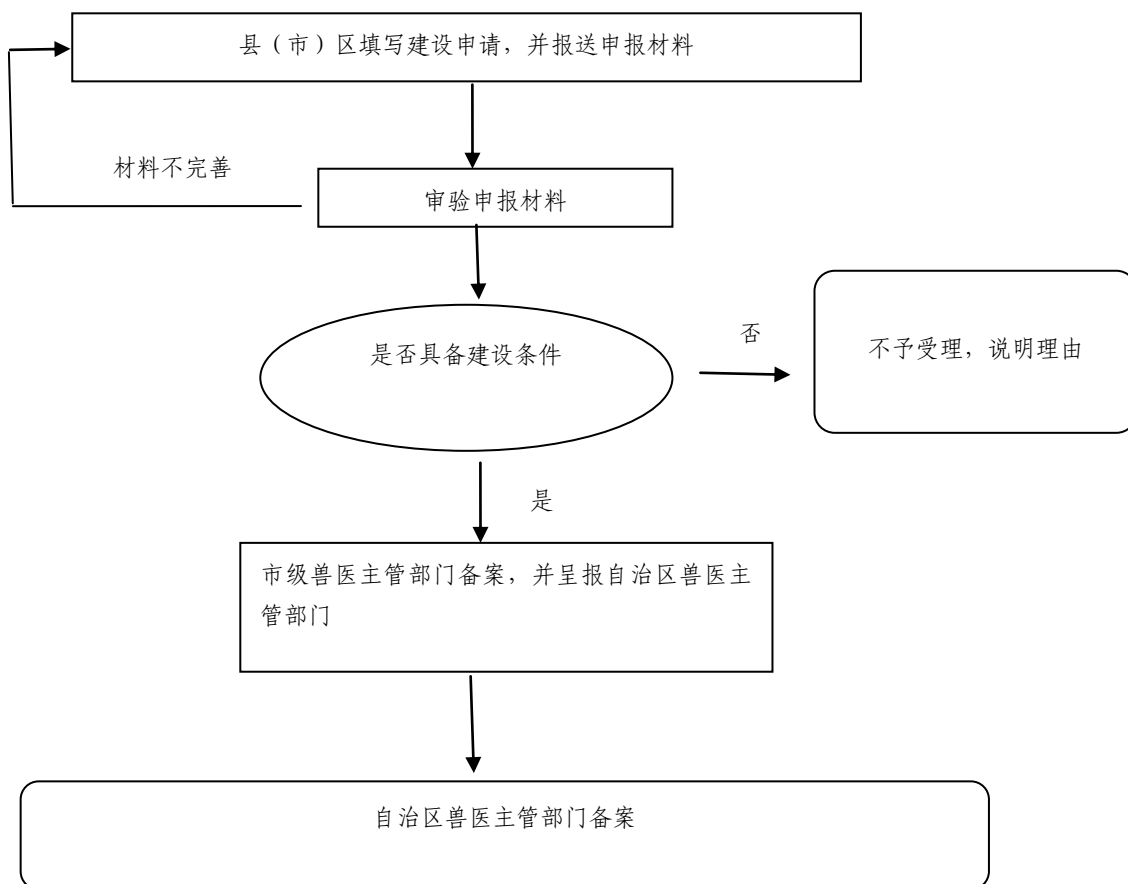 县（市）区填写建设申请，并报送申报材料
材料不完善
审验申报材料
是否具备建设条件
否
不予受理，说明理由
是
市级兽医主管部门备案，并呈报自治区兽医主
管部门
自治区兽医主管部门备案